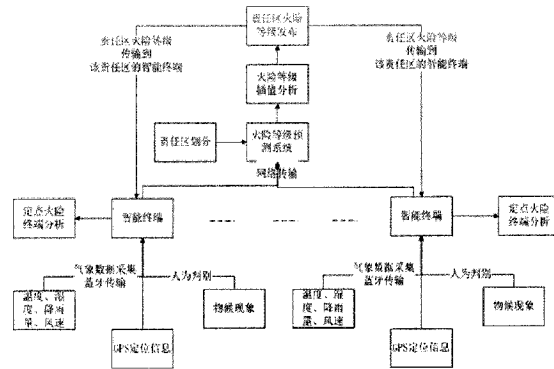 责任区火险
等级发布
责任区火险等级
传输到
该责任区的智能终端
责任区火险等级
传输到
该责任区的智能终端
火险等级
插值分析
责任区划分
火险等级预
测系统
网络传输
定点火险
终端分析
智能终端
智能终端
定点火险
终端分析
气象数据采集
蓝牙传输
人为判别
气象数据采集
蓝牙传输
人为判别
温度、湿
度、降雨
量、风速
物候现象
温度、湿
度、降雨
量、风速
物候现象
GPS定位信息
GPS定位信息